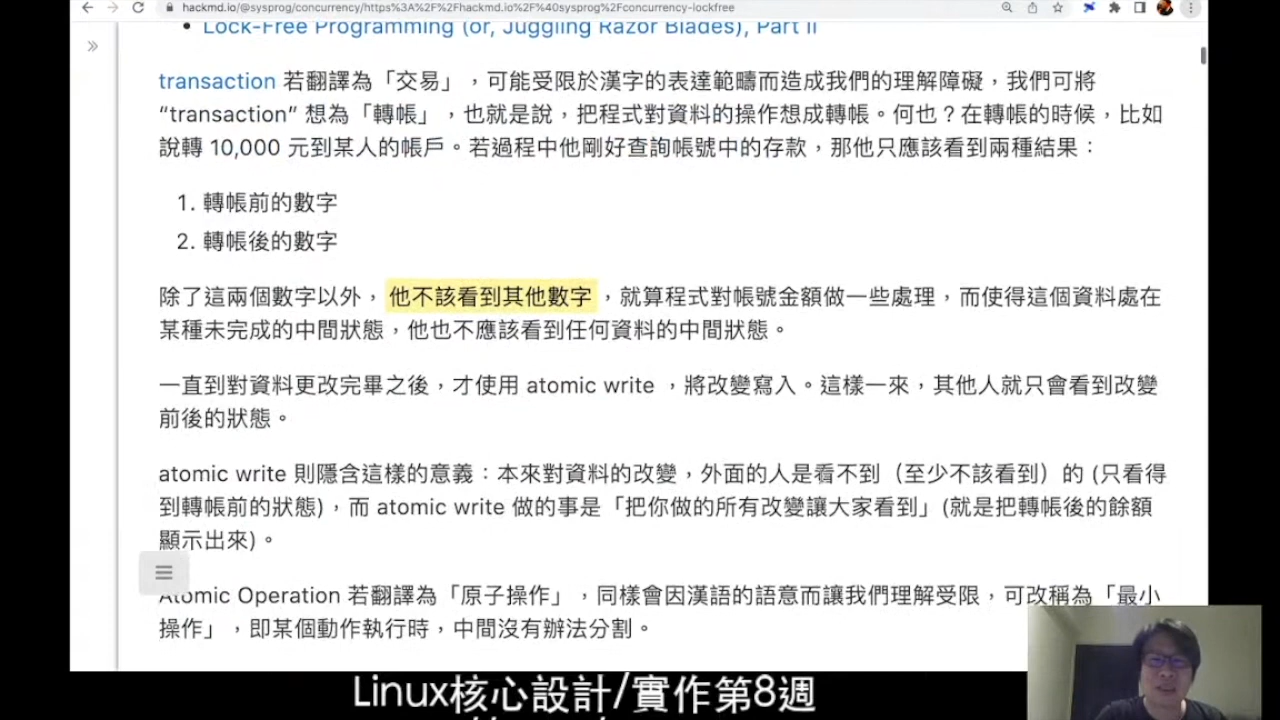 hackmd.io/@sysprog/concurrency/https%3A%2F%2Fhackmd.io%2F%40sysprog%2Fconcurrency-lockfree
• Lock-Free Programming (or, Juggling Razor Blades), Part II
transaction 若翻譯為「交易」，可能受限於漢字的表達範疇而造成我們的理解障礙，我們可將
“transaction” 想為「轉帳」，也就是說，把程式對資料的操作想成轉帳。何也？在轉帳的時候，比如
說轉 10,000 元到某人的帳戶。若過程中他剛好查詢帳號中的存款，那他只應該看到兩種結果：
1. 轉帳前的數字
2. 轉帳後的數字
除了這兩個數字以外，他不該看到其他數字，就算程式對帳號金額做一些處理，而使得這個資料處在
某種未完成的中間狀態，他也不應該看到任何資料的中間狀態。
一直到對資料更改完畢之後，才使用 atomic write ，將改變寫入。這樣一來，其他人就只會看到改變
前後的狀態。
atomic write 則隱含這樣的意義：本來對資料的改變，外面的人是看不到（至少不該看到）的 (只看得
到轉帳前的狀態)，而 atomic write 做的事是「把你做的所有改變讓大家看到」(就是把轉帳後的餘額
顯示出來)。
Atomic Operation 若翻譯為「原子操作」，同樣會因漢語的語意而讓我們理解受限，可改稱為「最小
操作」，即某個動作執行時，中間沒有辦法分割。
Linux核心設計/實作第8週